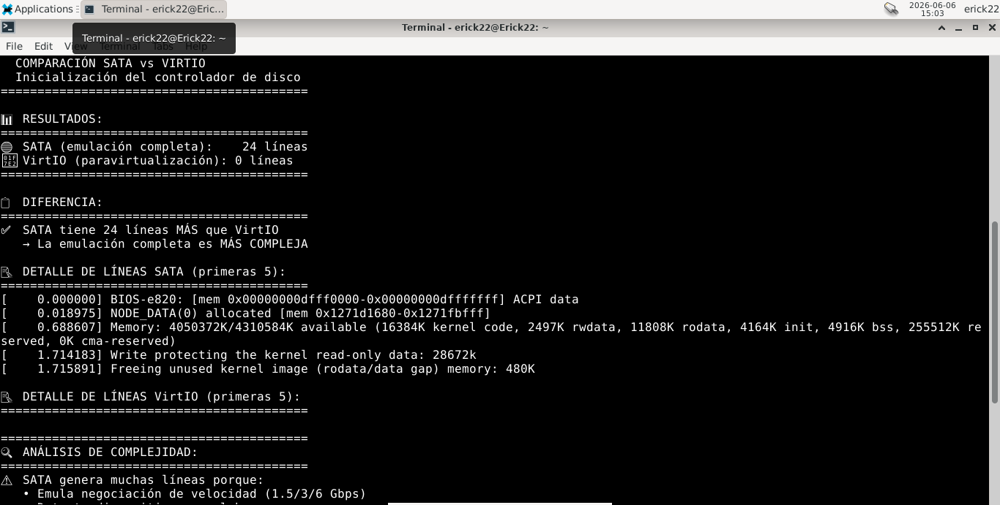 Applications
Terminal - erick22@Eric...
2026-06-06
15:03
erick22
Terminal - erick22@Erick22: ~
Terminal - erick22@Erick22: ~
File Edit View Terminal Tabs Help
COMPARACIÓN SATA vs VIRTIO
Inicialización del controlador de disco
==========================================
RESULTADOS:
==========================================
SATA (emulación completa):    24 líneas
01F7E2 VirtIO (paravirtualización): 0 líneas
==========================================
DIFERENCIA:
==========================================
✔ SATA tiene 24 líneas MÁS que VirtIO
→ La emulación completa es MÁS COMPLEJA
DETALLE DE LÍNEAS SATA (primeras 5):
==========================================
[    0.000000] BIOS-e820: [mem 0x00000000dfff0000-0x00000000dfffffff] ACPI data
[    0.018975] NODE_DATA(0) allocated [mem 0x1271d1680-0x1271fbfff]
[    0.688607] Memory: 4050372K/4310584K available (16384K kernel code, 2497K rwdata, 11808K rodata, 4164K init, 4916K bss, 255512K re
served, 0K cma-reserved)
[    1.714183] Write protecting the kernel read-only data: 28672k
[    1.715891] Freeing unused kernel image (rodata/data gap) memory: 480K
DETALLE DE LÍNEAS VirtIO (primeras 5):
==========================================
==========================================
ANÁLISIS DE COMPLEJIDAD:
==========================================
⚠ SATA genera muchas líneas porque:
• Emula negociación de velocidad (1.5/3/6 Gbps)